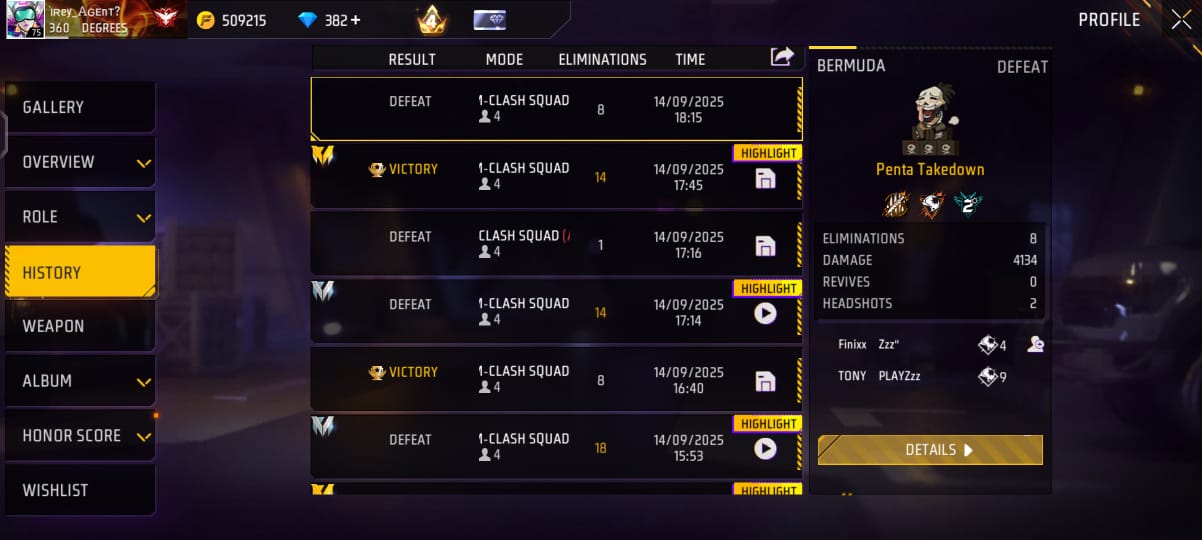 iRey_AGENT?
360 DEGREES
75
509215
382+
4
PROFILE
GALLERY
OVERVIEW
ROLE
HISTORY
WEAPON
ALBUM
HONOR SCORE
WISHLIST
RESULT MODE ELIMINATIONS TIME
DEFEAT 1-CLASH SQUAD 4 8 14/09/2025 18:15
HIGHLIGHT
VICTORY 1-CLASH SQUAD 4 14 14/09/2025 17:45
DEFEAT CLASH SQUAD (/ 4 1 14/09/2025 17:16
HIGHLIGHT
DEFEAT 1-CLASH SQUAD 4 14 14/09/2025 17:14
VICTORY 1-CLASH SQUAD 4 8 14/09/2025 16:40
HIGHLIGHT
DEFEAT 1-CLASH SQUAD 4 18 14/09/2025 15:53
HIGHLIGHT
BERMUDA DEFEAT
Penta Takedown
2
ELIMINATIONS 8
DAMAGE 4134
REVIVES 0
HEADSHOTS 2
Finixx Zzz" 4
TONY PLAYZzz 9
DETAILS